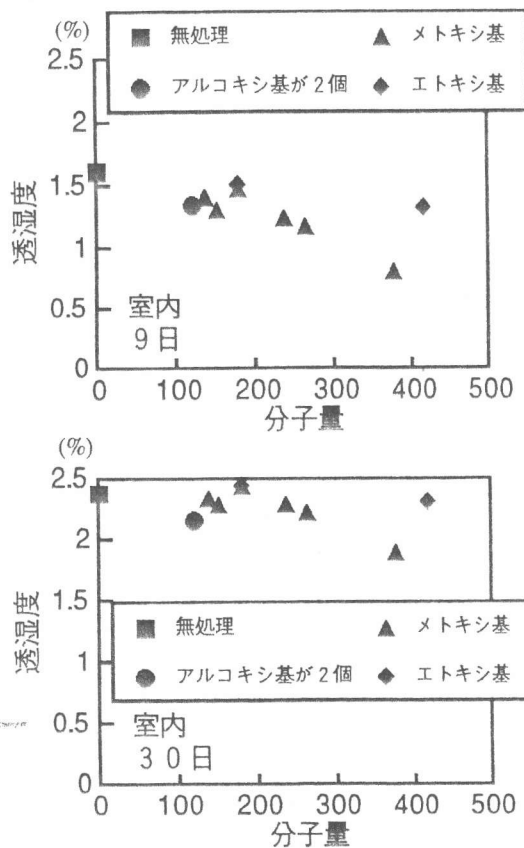 (%)
無処理
メトキシ基
アルコキシ基が2個
エトキシ基
2.5
2
1.5
1
0.5
0
透湿度
室内
9日
0 100 200 300 400 500
分子量
(%)
2.5
2
1.5
1
0.5
0
透湿度
無処理
メトキシ基
アルコキシ基が2個
エトキシ基
室内
30日
0 100 200 300 400 500
分子量